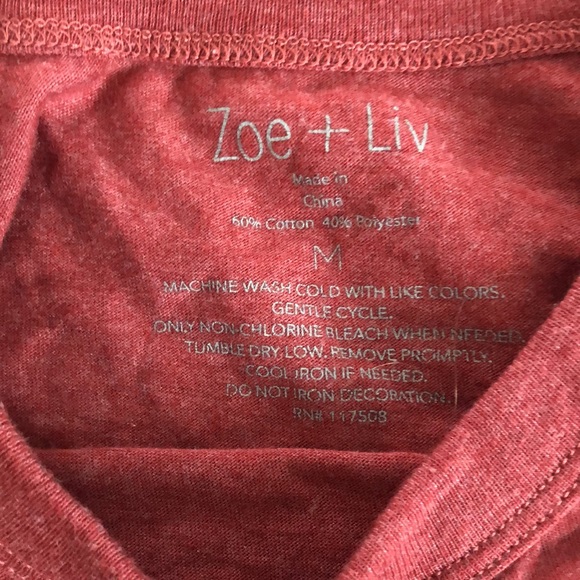 Zoe + Liv
Made in
China
60% Cotton 40% Polyester
M
MACHINE WASH COLD WITH LIKE COLORS.
GENTLE CYCLE.
ONLY NON-CHLORINE BLEACH WHEN NEEDED.
TUMBLE DRY, LOW. REMOVE PROMPTLY.
COOL IRON IF NEEDED.
DO NOT IRON DECORATION.
RN# 117508